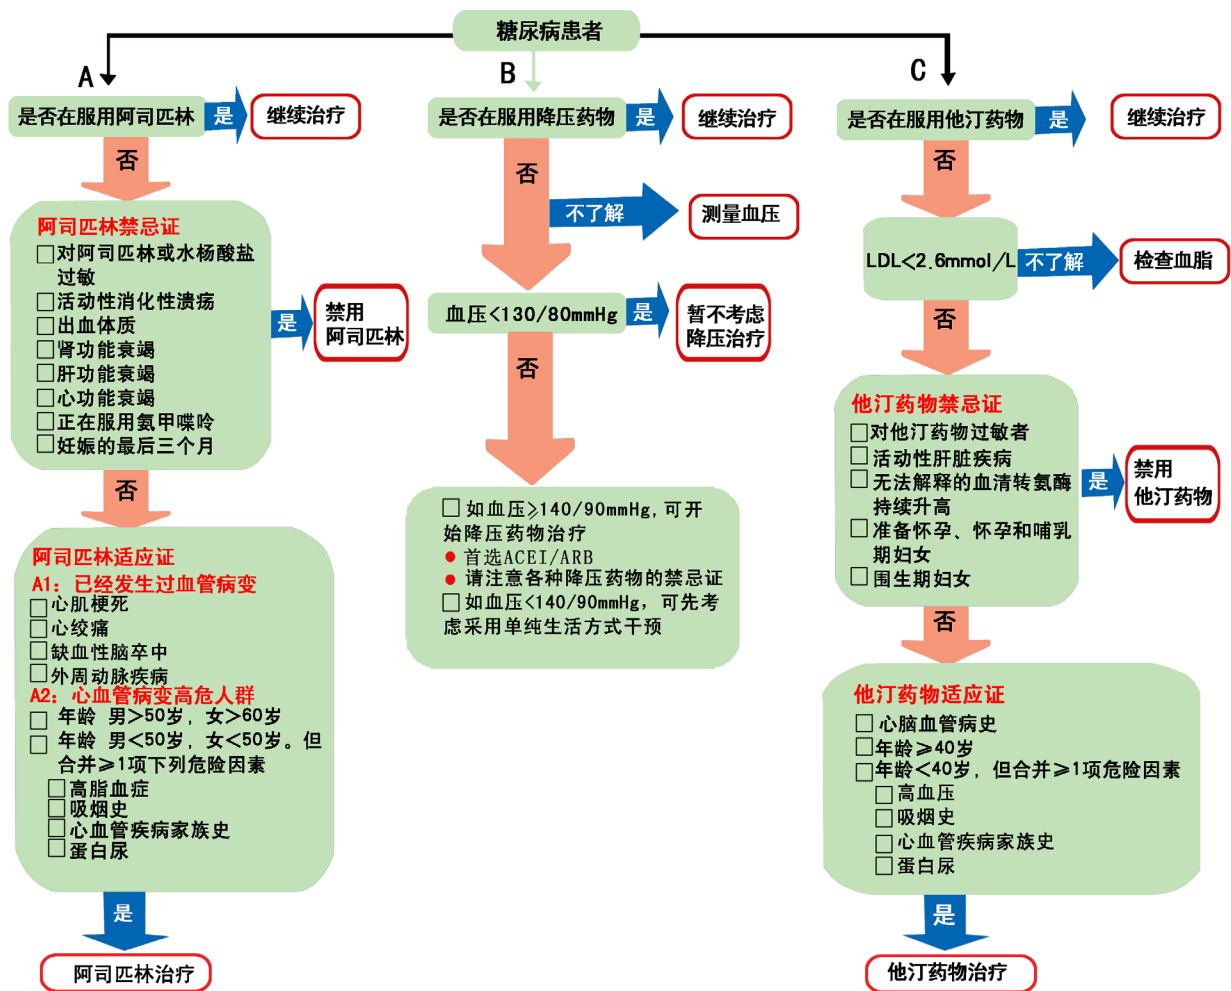 糖尿病患者
A
是否在服用阿司匹林
是
继续治疗
否
阿司匹林禁忌证
□对阿司匹林或水杨酸盐
过敏
□活动性消化性溃疡
□出血体质
□肾功能衰竭
□肝功能衰竭
□心功能衰竭
□正在服用氨甲喋呤
□妊娠的最后三个月
是
禁用
阿司匹林
否
阿司匹林适应证
A1：已经发生过血管病变
□心肌梗死
□心绞痛
□缺血性脑卒中
□外周动脉疾病
A2：心血管病变高危人群
□ 年龄 男>50岁，女>60岁
□ 年龄 男<50岁，女<50岁。但
合并≥1项下列危险因素
□高脂血症
□吸烟史
□心血管疾病家族史
□蛋白尿
是
阿司匹林治疗
B
是否在服用降压药物
是
继续治疗
否
不了解
测量血压
血压<130/80mmHg
是
暂不考虑
降压治疗
否
□ 如血压≥140/90mmHg,可开
始降压药物治疗
● 首选ACEI/ARB
● 请注意各种降压药物的禁忌证
□ 如血压<140/90mmHg，可先考
虑采用单纯生活方式干预
C
是否在服用他汀药物
是
继续治疗
否
LDL<2.6mmol/L
不了解
检查血脂
否
他汀药物禁忌证
□对他汀药物过敏者
□活动性肝脏疾病
□无法解释的血清转氨酶
持续升高
□准备怀孕、怀孕和哺乳
期妇女
□围生期妇女
是
禁用
他汀药物
否
他汀药物适应证
□心脑血管病史
□年龄≥40岁
□年龄<40岁，但合并≥1项危险因素
□高血压
□吸烟史
□心血管疾病家族史
□蛋白尿
是
他汀药物治疗